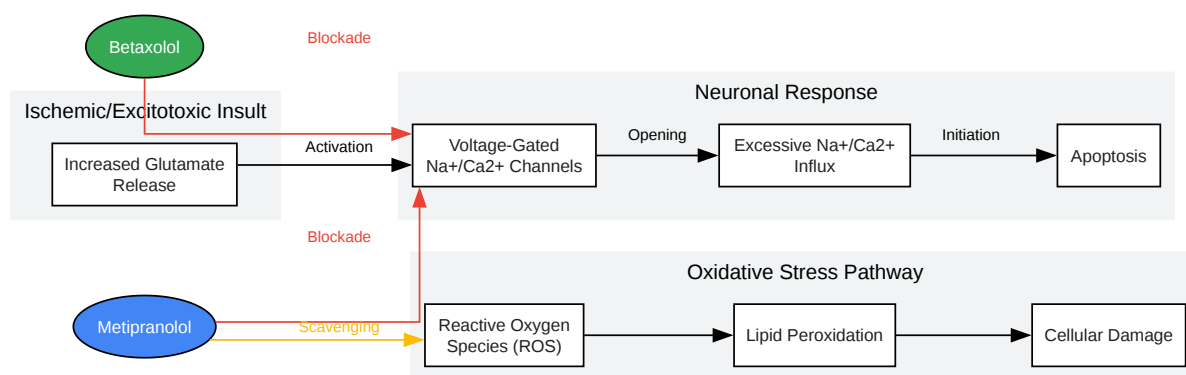 Betaxolol
Blockade
Ischemic/Excitotoxic Insult
Increased Glutamate
Release
Activation
Neuronal Response
Voltage-Gated
Na+/Ca2+ Channels
Opening
Excessive Na+/Ca2+
Influx
Initiation
Apoptosis
Blockade
Metipranolol
Scavenging
Oxidative Stress Pathway
Reactive Oxygen
Species (ROS)
Lipid Peroxidation
Cellular Damage